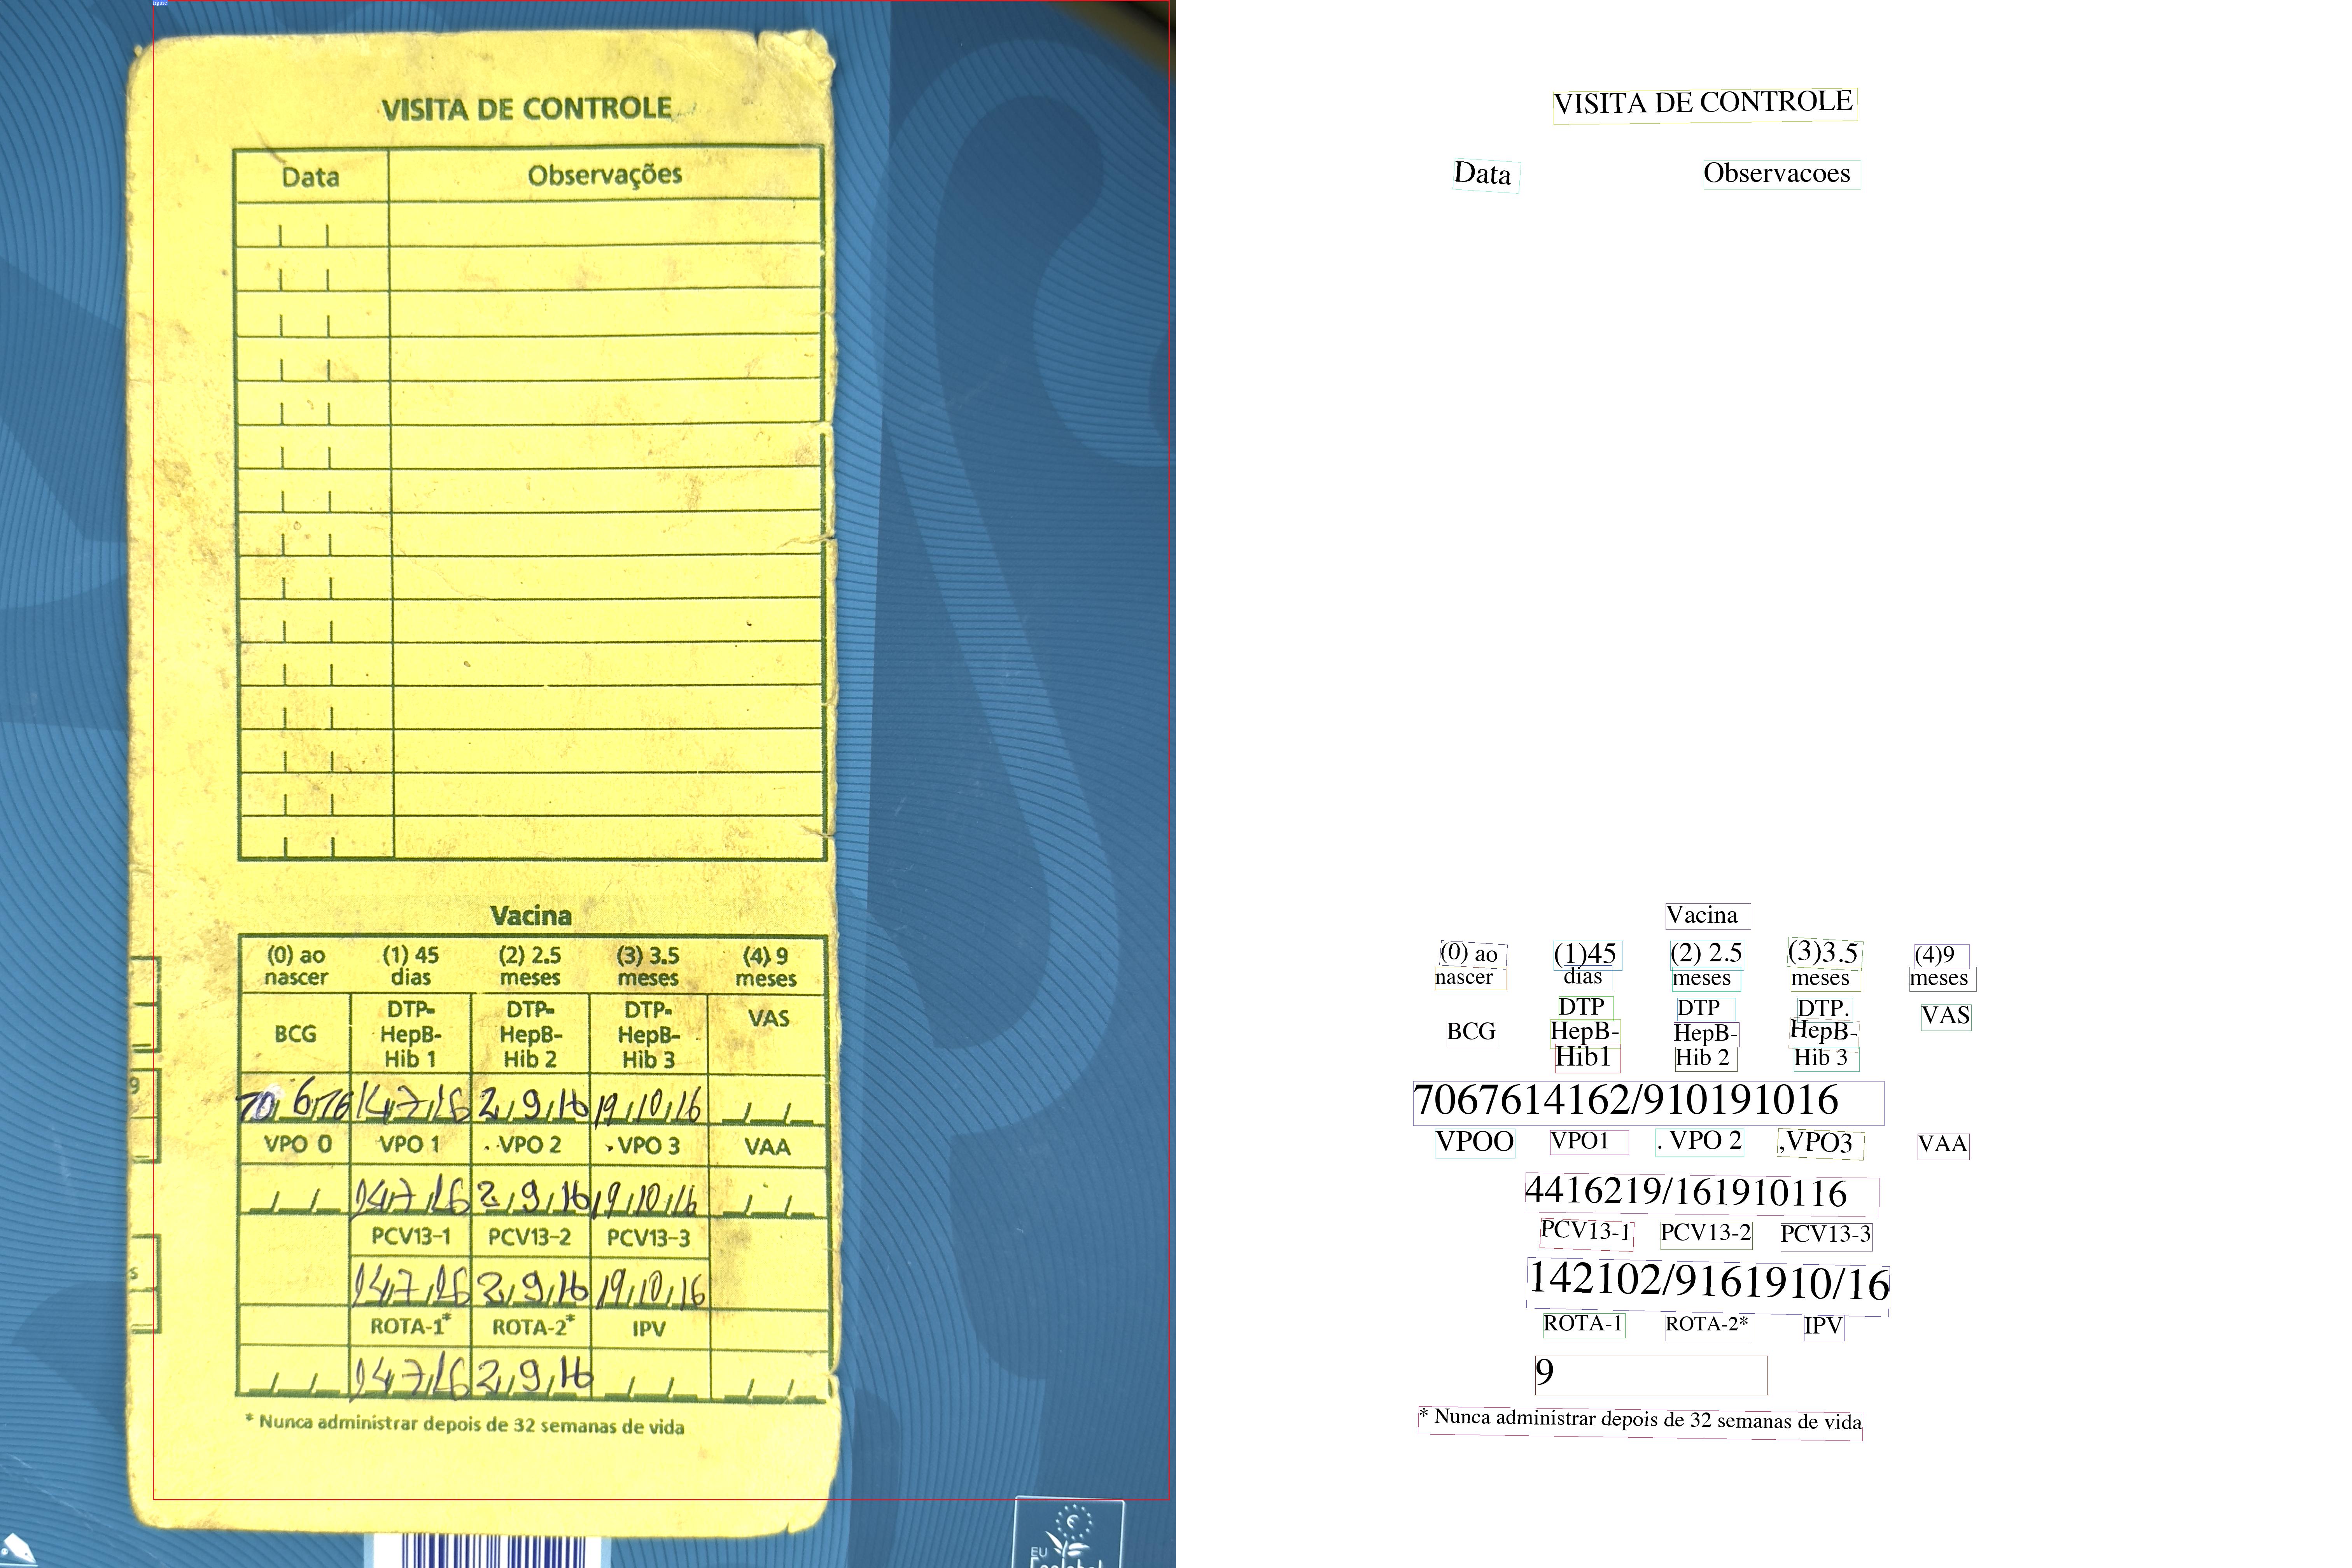 figure
VISITA DE CONTROLE
Data Observações
Vacina
(0) ao nascer (1) 45 dias (2) 2.5 meses (3) 3.5 meses (4) 9 meses
BCG DTP-HepB-Hib 1 DTP-HepB-Hib 2 DTP-HepB-Hib 3 VAS
14/7/16 2/9/16 19/10/16
VPO 0 VPO 1 VPO 2 VPO 3 VAA
14/7/16 2/9/16 19/10/16
PCV13-1 PCV13-2 PCV13-3
14/7/16 2/9/16 19/10/16
ROTA-1* ROTA-2* IPV
14/7/16 2/9/16
* Nunca administrar depois de 32 semanas de vida
9
s
EU
VISITA DE CONTROLE
Data Observacoes
Vacina
(0) ao (1)45 (2) 2.5 (3)3.5 (4)9
nascer dias meses meses meses
DTP DTP DTP. VAS
BCG HepB- HepB- HepB-
Hib1 Hib 2 Hib 3
7067614162/910191016
VPOO VPO1 . VPO 2 ,VPO3 VAA
4416219/161910116
PCV13-1 PCV13-2 PCV13-3
142102/9161910/16
ROTA-1 ROTA-2* IPV
9
* Nunca administrar depois de 32 semanas de vida